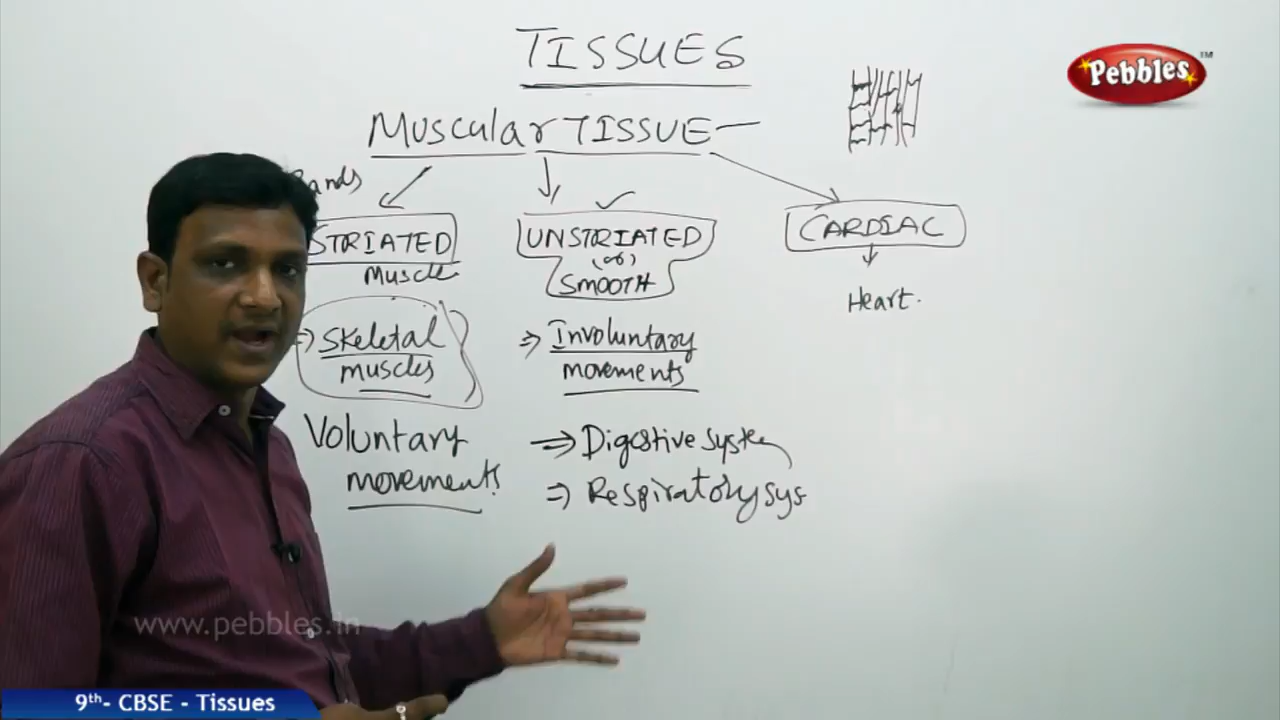 TISSUES
Pebbles™
Muscular TISSUE —
Bands
STRIATED
Muscle
UNSTRIATED
(or)
SMOOTH
CARDIAC
Heart.
⇒ Skeletal
muscles
⇒ Involuntary
movements
Voluntary
movements
⇒ Digestive System
⇒ Respiratory Sys
www.pebbles.in
9th- CBSE - Tissues